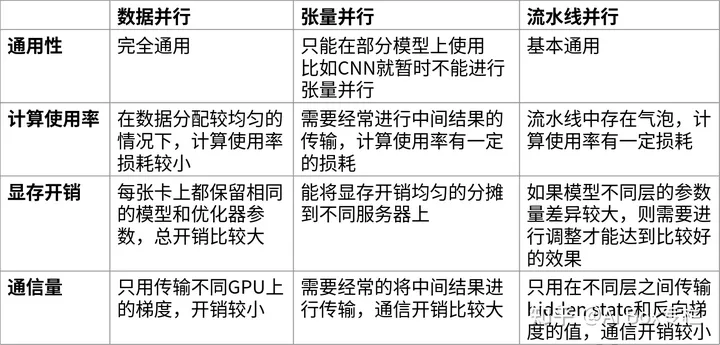 数据并行
张量并行
流水线并行
通用性
完全通用
只能在部分模型上使用
比如CNN就暂时不能进行
张量并行
基本通用
计算使用率
在数据分配较均匀的
情况下，计算使用率
损耗较小
需要经常进行中间结果的
传输，计算使用率有一定
的损耗
流水线中存在气泡，计
算使用率有一定损耗
显存开销
每张卡上都保留相同
的模型和优化器参
数，总开销比较大
能将显存开销均匀的分摊
到不同服务器上
如果模型不同层的参数
量差异较大，则需要进
行调整才能达到比较好
的效果
通信量
只用传输不同GPU上
的梯度，开销较小
需要经常的将中间结果进
行传输，通信开销比较大
只用在不同层之间传输
hidden state和反向梯
度的值，通信开销较小
知乎 @AI Box专栏